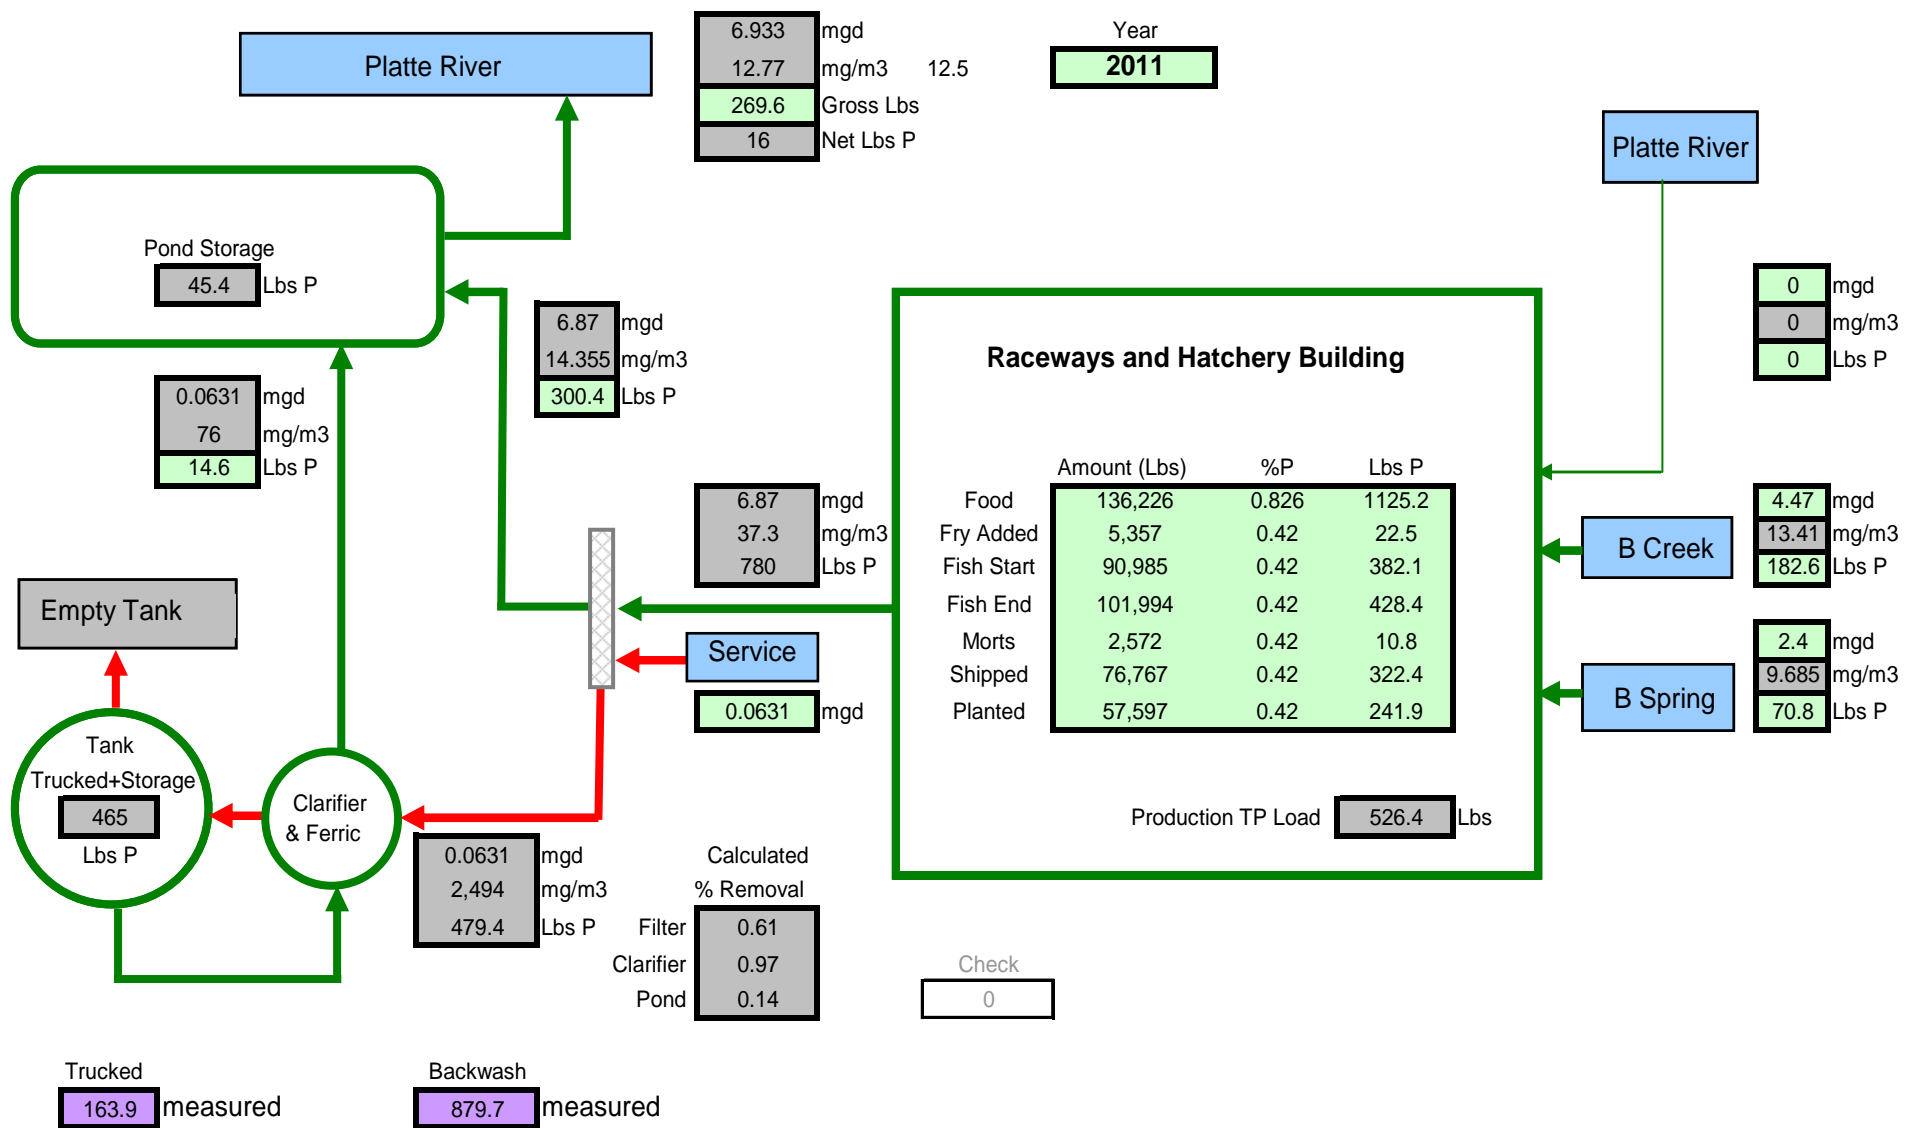 6.933 mgd
Year
Platte River
12.77 mg/m3 12.5
2011
269.6 Gross Lbs
16 Net Lbs P
Platte River
Pond Storage
45.4 Lbs P
0 mgd
0 mg/m3
0 Lbs P
6.87 mgd
14.355 mg/m3
300.4 Lbs P
Raceways and Hatchery Building
0.0631 mgd
76 mg/m3
14.6 Lbs P
Amount (Lbs) %P Lbs P
Food 136,226 0.826 1125.2
Fry Added 5,357 0.42 22.5
Fish Start 90,985 0.42 382.1
Fish End 101,994 0.42 428.4
Morts 2,572 0.42 10.8
Shipped 76,767 0.42 322.4
Planted 57,597 0.42 241.9
6.87 mgd
37.3 mg/m3
780 Lbs P
B Creek
4.47 mgd
13.41 mg/m3
182.6 Lbs P
B Spring
2.4 mgd
9.685 mg/m3
70.8 Lbs P
Empty Tank
Service
0.0631 mgd
Tank
Trucked+Storage
465
Lbs P
Clarifier
& Ferric
Production TP Load 526.4 Lbs
0.0631 mgd
2,494 mg/m3
479.4 Lbs P
Calculated
% Removal
Filter 0.61
Clarifier 0.97
Pond 0.14
Check
0
Trucked
163.9 measured
Backwash
879.7 measured